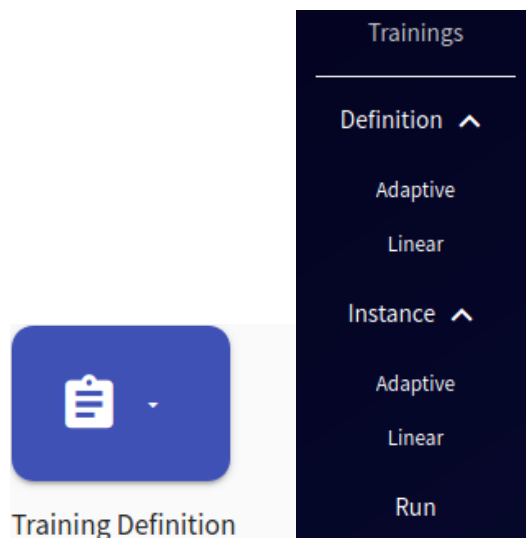 Trainings
Definition
Adaptive
Linear
Instance
Adaptive
Linear
Run
Training Definition